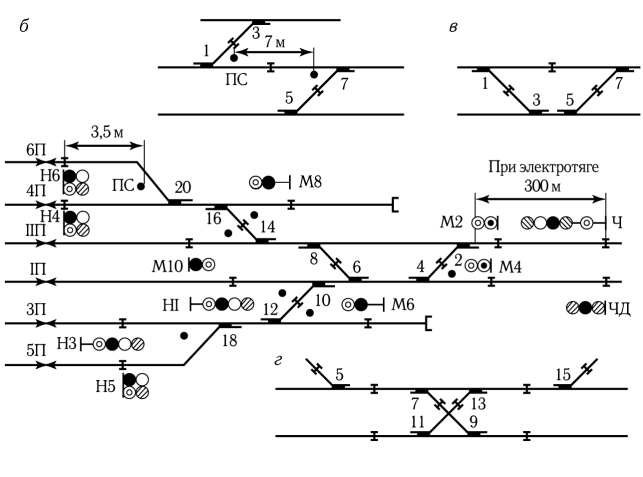 б
3
в
1
7 м
ПС
7
5
1
7
3
5
3,5 м
6П
Н6
ПС
20
М8
При электротяге
300 м
4П
Н4
16
14
М2
Ч
IIП
М10
8
6
4
2
М4
IП
НI
12
10
М6
ЧД
3П
Н3
18
5П
Н5
г
5
15
7
13
11
9